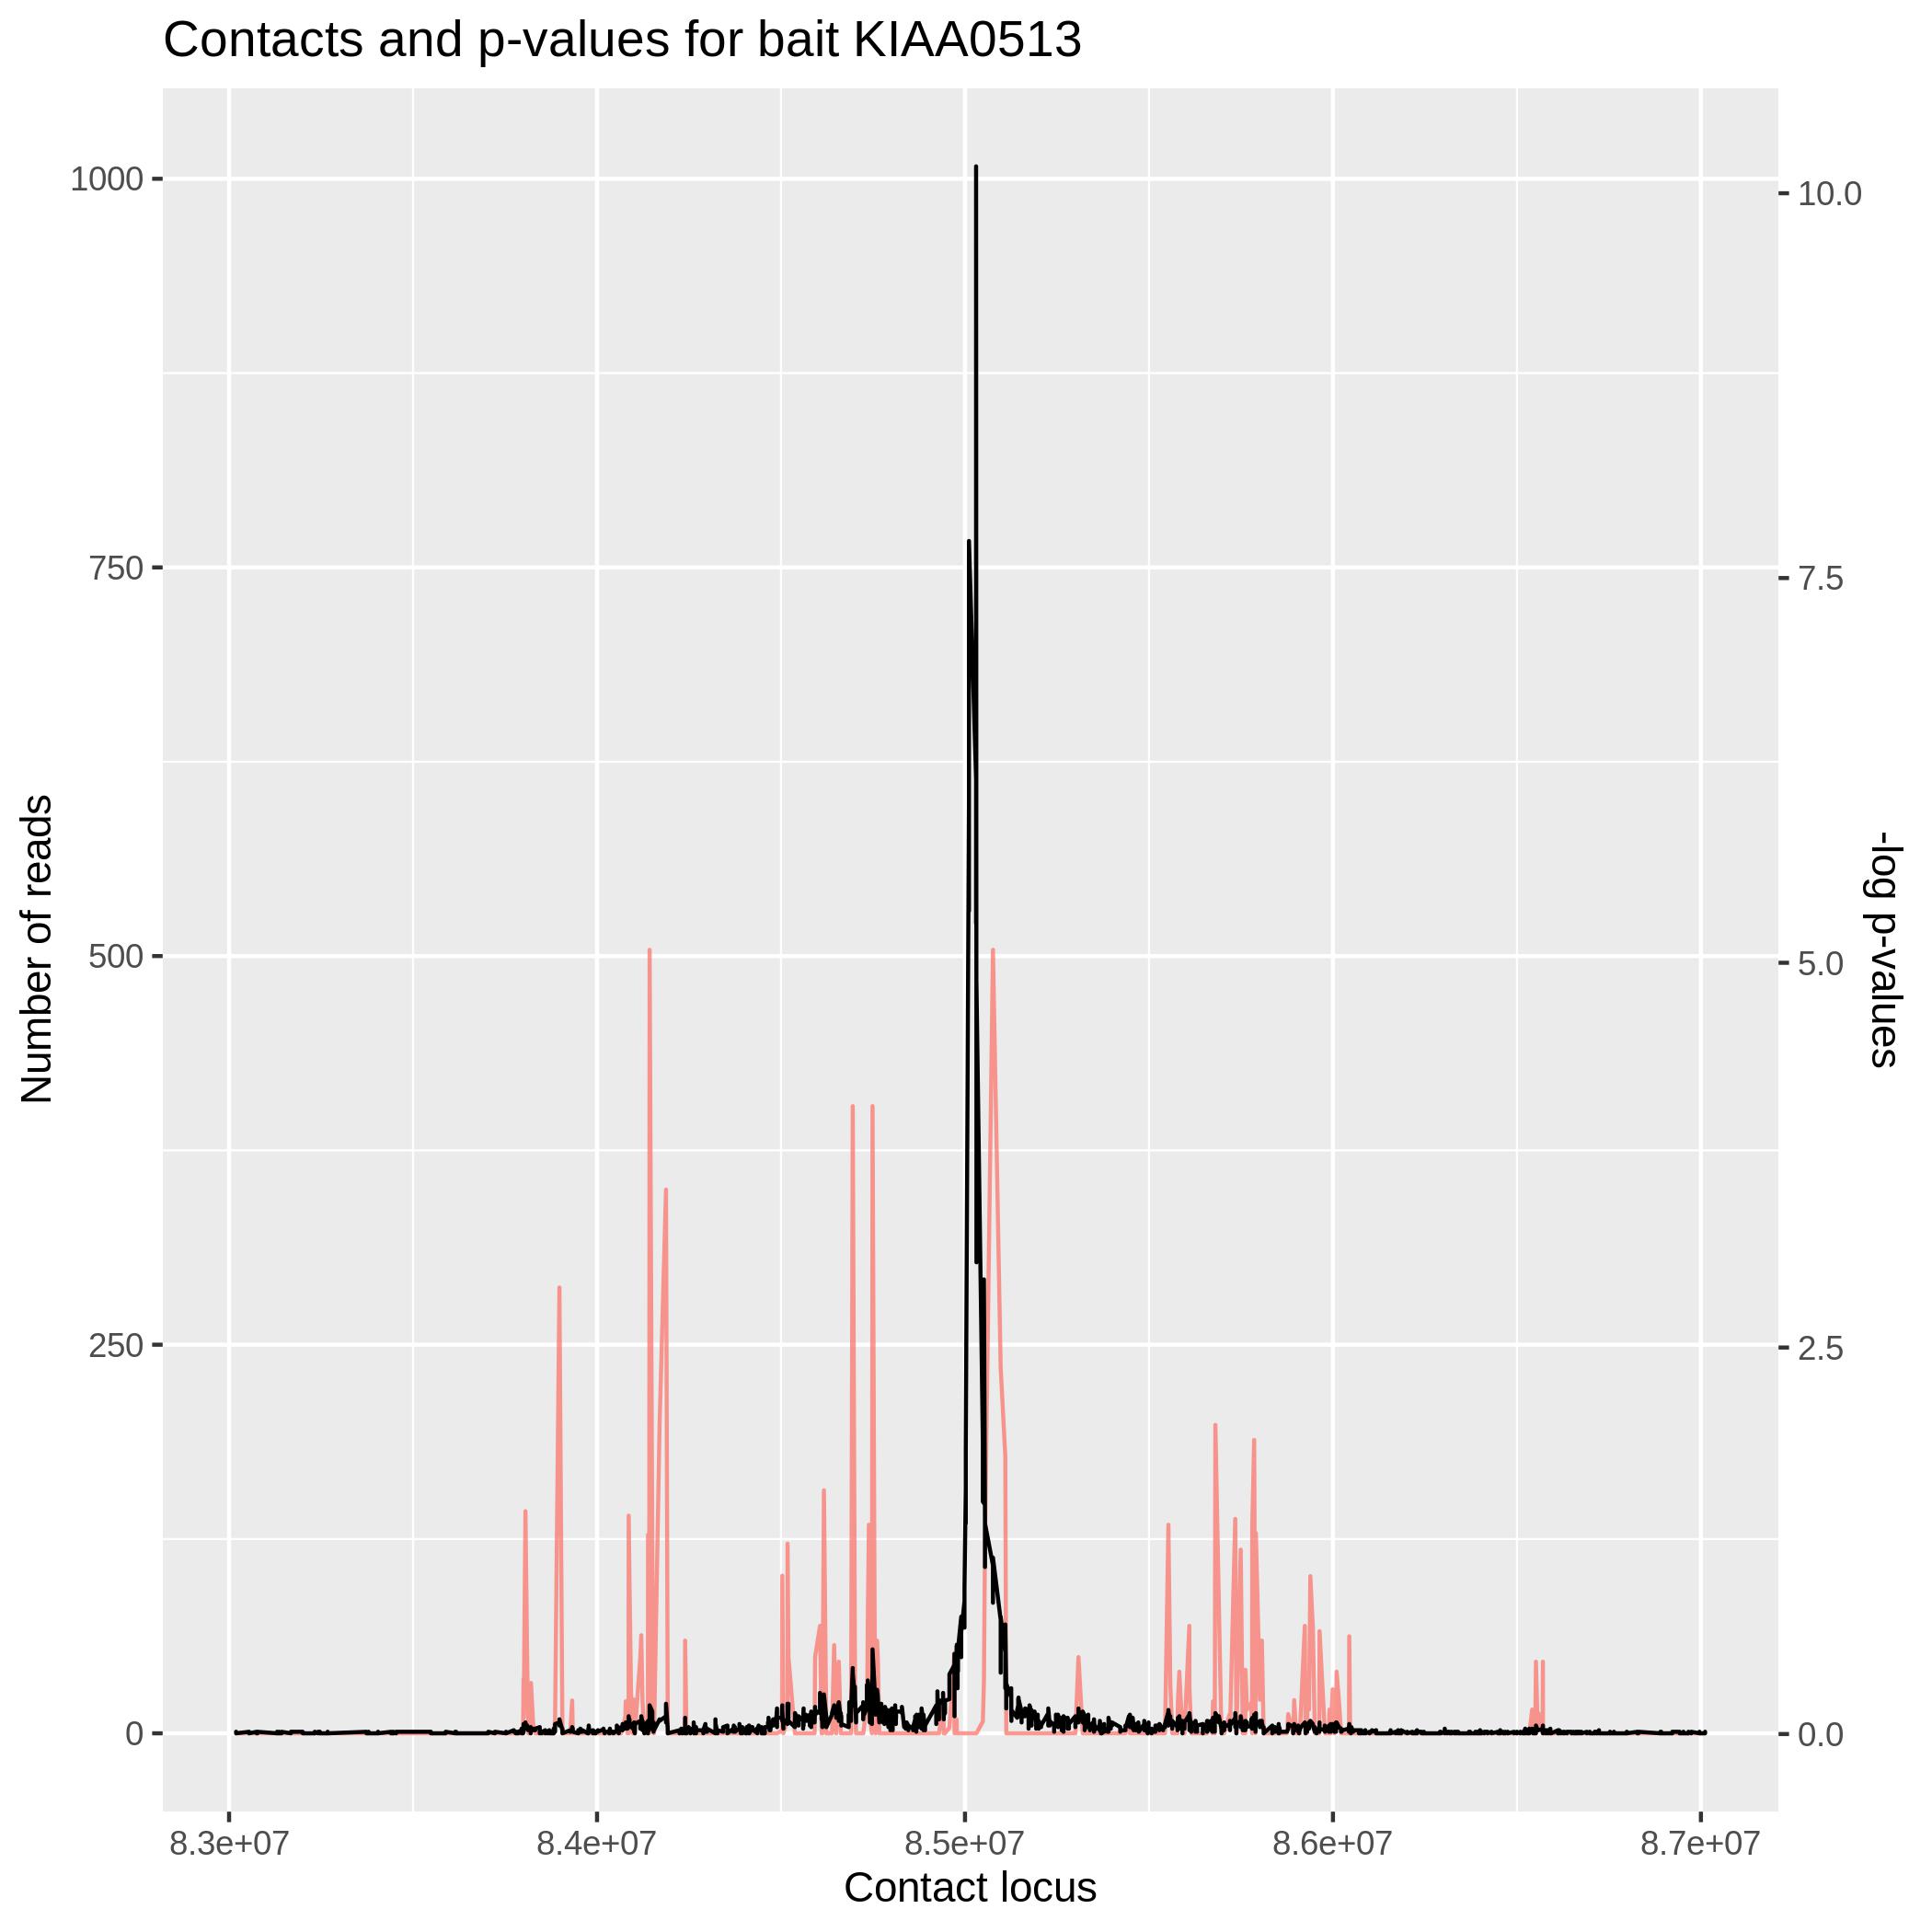 Contacts and p-values for bait KIAA0513
1000
750
500
250
0
Number of reads
10.0
7.5
5.0
2.5
0.0
-log p-values
8.3e+07
8.4e+07
8.5e+07
8.6e+07
8.7e+07
Contact locus